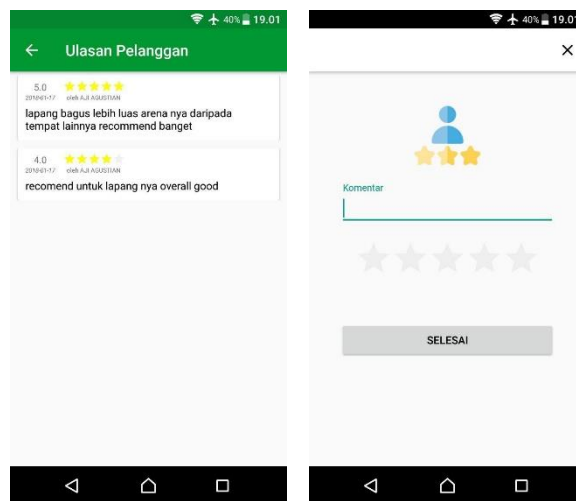 40% 19.01
Ulasan Pelanggan
5.0
2018-01-17 oleh AJI AGUSTIAN
lapang bagus lebih luas arena nya daripada
tempat lainnya recommend banget
4.0
2018-01-17 oleh AJI AGUSTIAN
recomend untuk lapang nya overall good
40% 19.01
Komentar
SELESAI